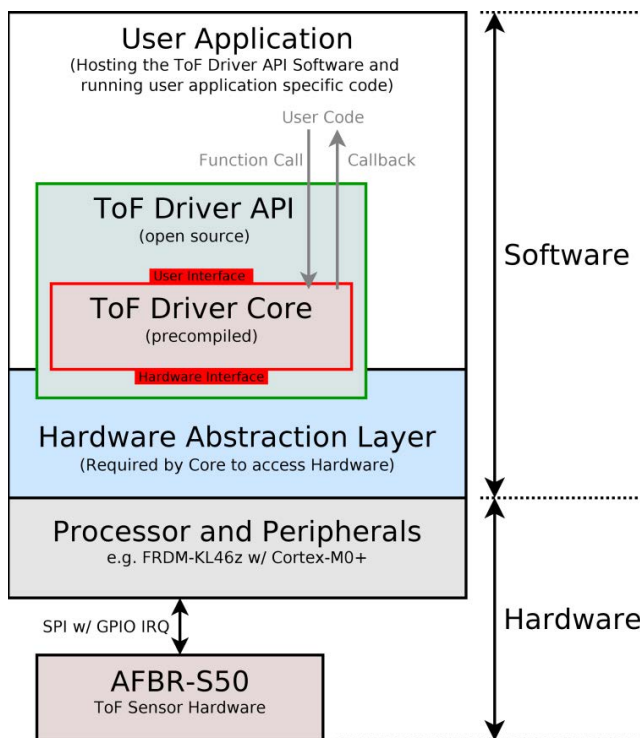 User Application
(Hosting the ToF Driver API Software and
running user application specific code)
User Code
Function Call
Callback
ToF Driver API
(open source)
User Interface
ToF Driver Core
(precompiled)
Hardware Interface
Hardware Abstraction Layer
(Required by Core to access Hardware)
Processor and Peripherals
e.g. FRDM-KL46z w/ Cortex-M0+
SPI w/ GPIO IRQ
AFBR-S50
ToF Sensor Hardware
Software
Hardware